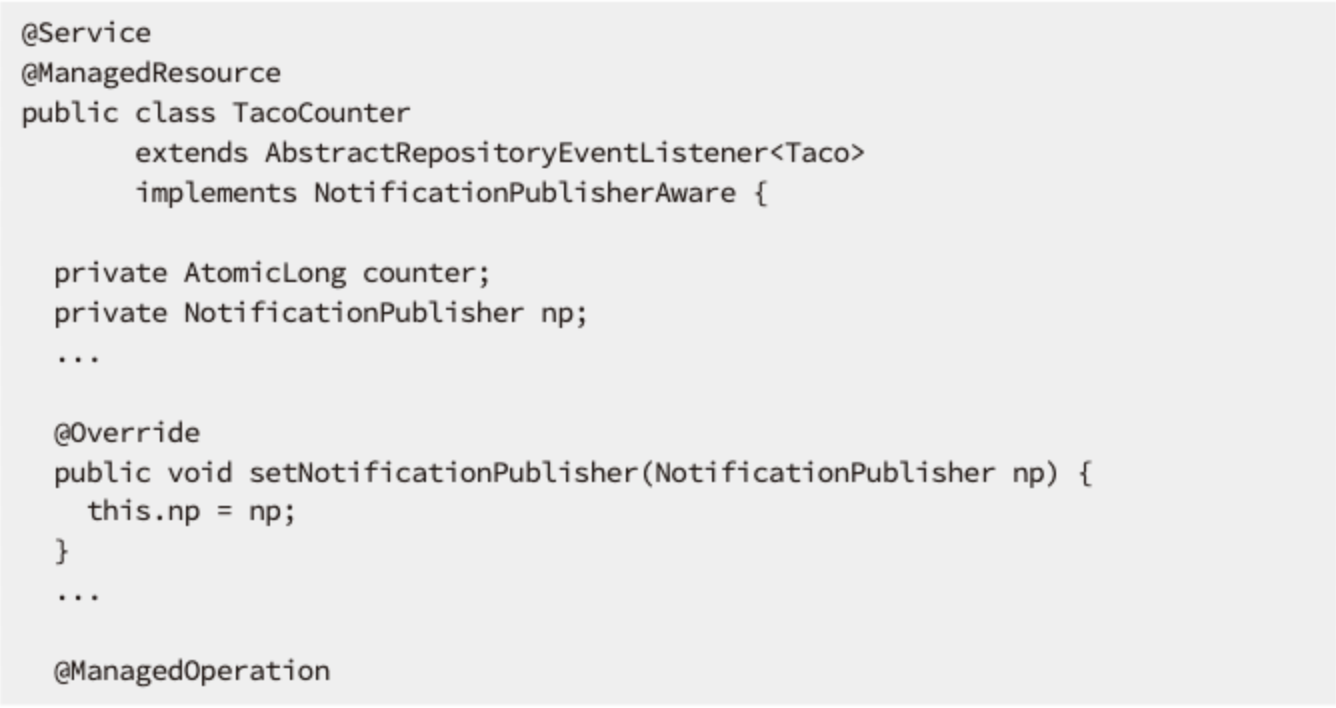 @Service
@ManagedResource
public class TacoCounter
        extends AbstractRepositoryEventListener<Taco>
        implements NotificationPublisherAware {

  private AtomicLong counter;
  private NotificationPublisher np;
  ...

  @Override
  public void setNotificationPublisher(NotificationPublisher np) {
    this.np = np;
  }
  ...

  @ManagedOperation